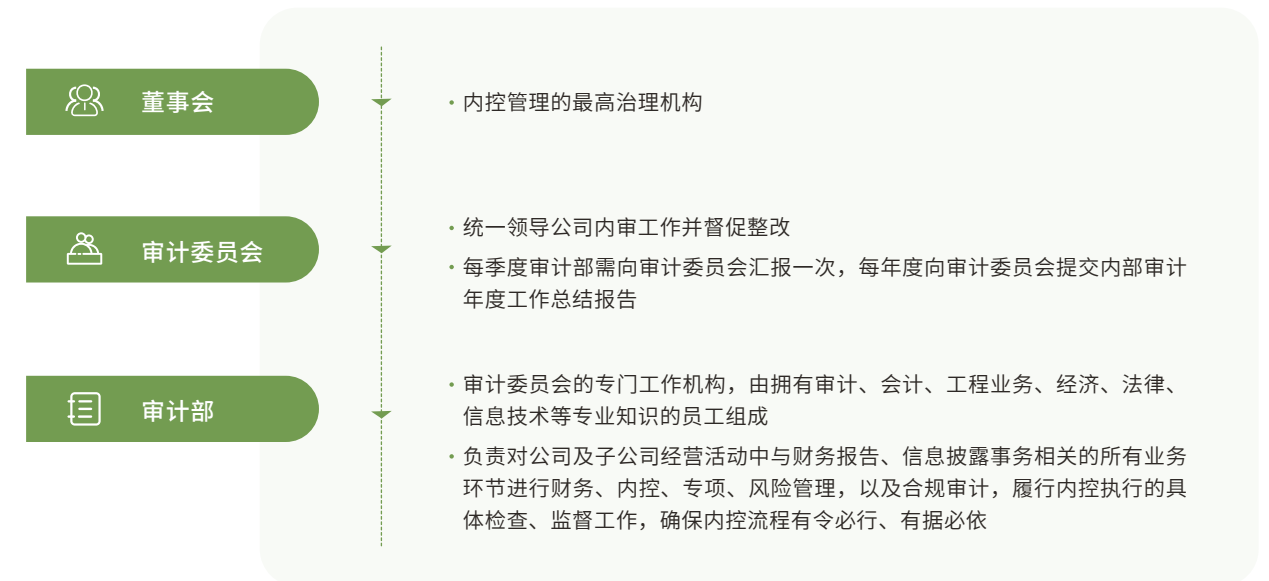 董事会
• 内控管理的最高治理机构
审计委员会
• 统一领导公司内审工作并督促整改
• 每季度审计部需向审计委员会汇报一次，每年度向审计委员会提交内部审计
年度工作总结报告
审计部
• 审计委员会的专门工作机构，由拥有审计、会计、工程业务、经济、法律、
信息技术等专业知识的员工组成
• 负责对公司及子公司经营活动中与财务报告、信息披露事务相关的所有业务
环节进行财务、内控、专项、风险管理，以及合规审计，履行内控执行的具
体检查、监督工作，确保内控流程有令必行、有据必依